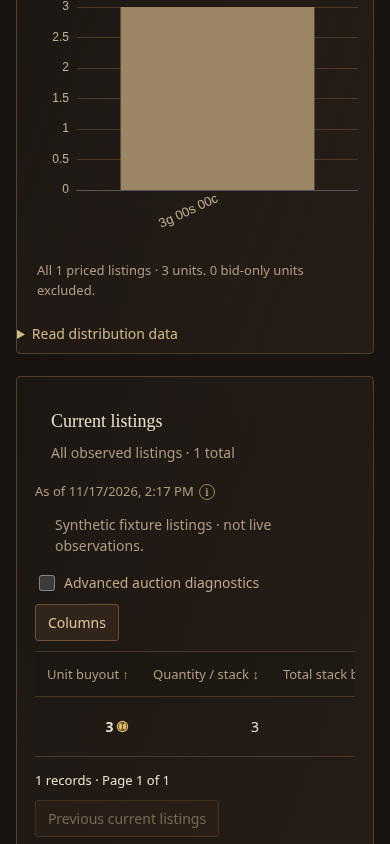 3
2.5
2
1.5
1
0.5
0
3g 00s 00c
All 1 priced listings · 3 units. 0 bid-only units
excluded.
▶ Read distribution data
Current listings
All observed listings · 1 total
As of 11/17/2026, 2:17 PM ⓘ
Synthetic fixture listings · not live
observations.
Advanced auction diagnostics
Columns
Unit buyout ↑ Quantity / stack ↕ Total stack b
3 3
1 records · Page 1 of 1
Previous current listings